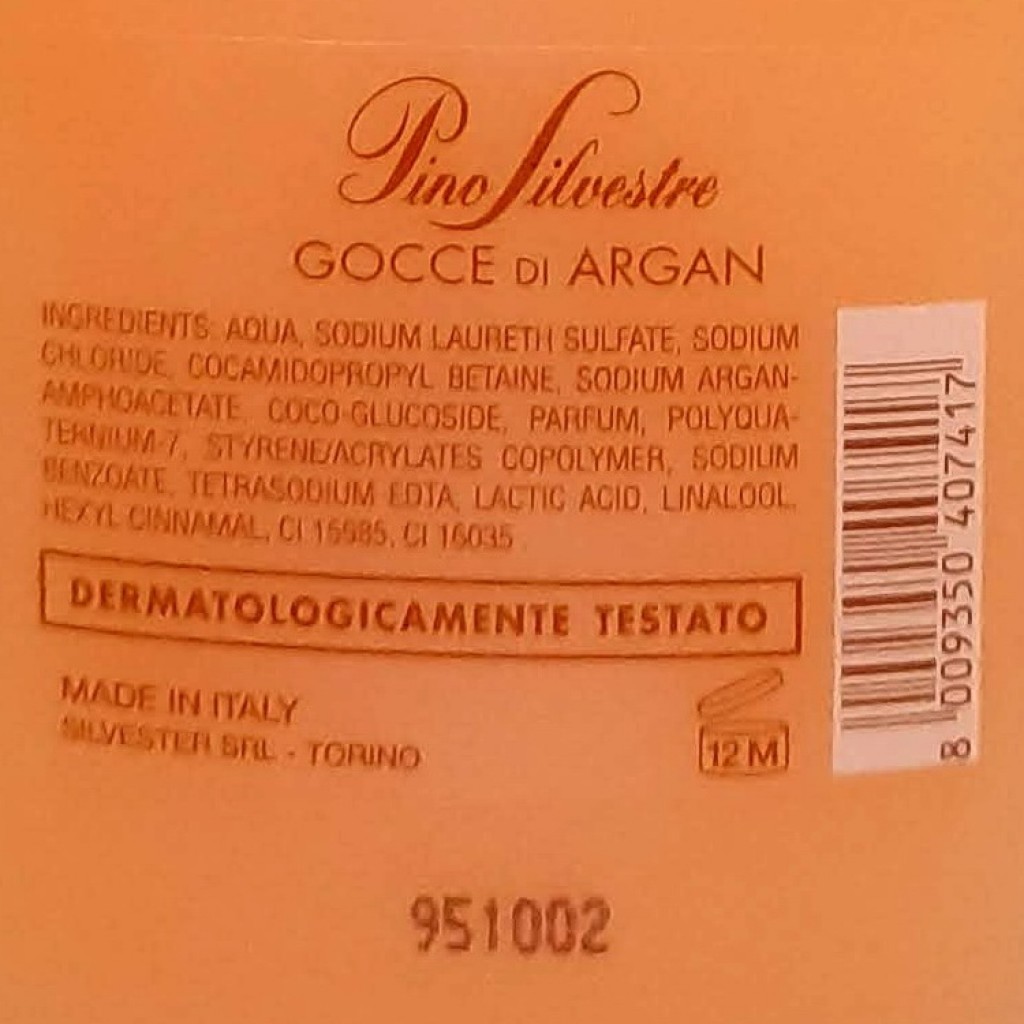 Pino Silvestre
GOCCE DI ARGAN
INGREDIENTS: AQUA, SODIUM LAURETH SULFATE, SODIUM
CHLORIDE, COCAMIDOPROPYL BETAINE, SODIUM ARGAN-
AMPHOACETATE, COCO-GLUCOSIDE, PARFUM, POLYQUA-
TERNIUM-7, STYRENE/ACRYLATES COPOLYMER, SODIUM
BENZOATE, TETRASODIUM EDTA, LACTIC ACID, LINALOOL,
HEXYL CINNAMAL, CI 15985, CI 16035
DERMATOLOGICAMENTE TESTATO
MADE IN ITALY
SILVESTER SRL - TORINO
12 M
8 009350 407417
951002